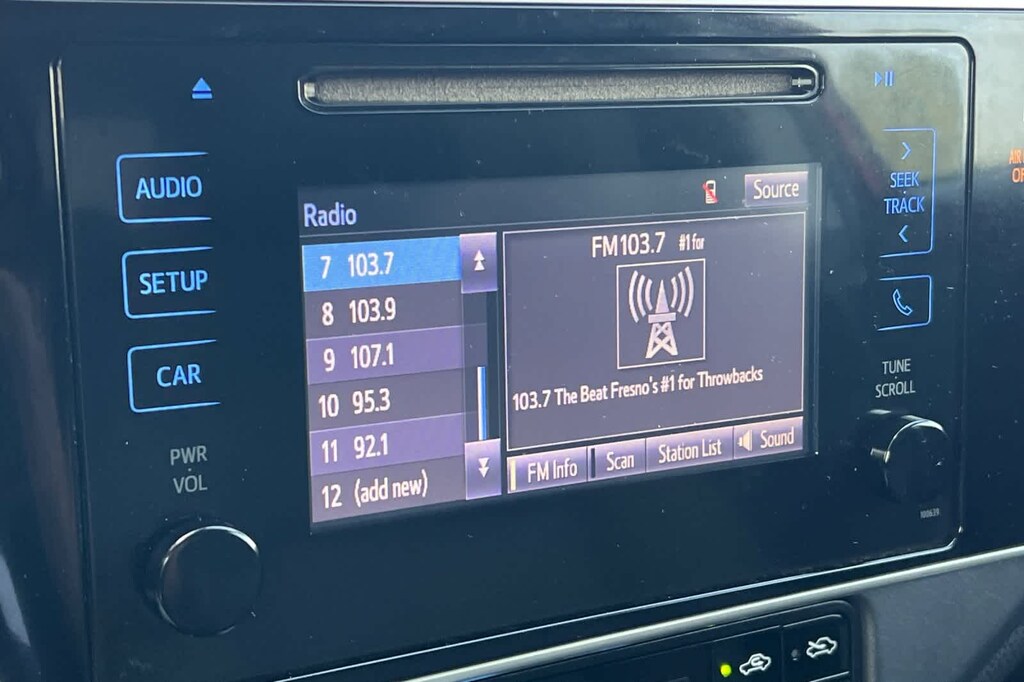 AUDIO
SETUP
CAR
PWR
VOL
Radio
Source
7 103.7
8 103.9
9 107.1
10 95.3
11 92.1
12 (add new)
FM103.7 #1 for
103.7 The Beat Fresno's #1 for Throwbacks
FM Info
Scan
Station List
Sound
SEEK
TRACK
TUNE
SCROLL
100639
AIR